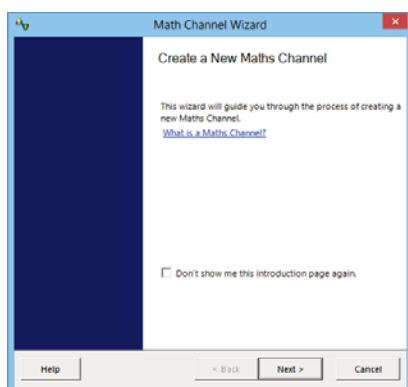 Math Channel Wizard
Create a New Maths Channel
This wizard will guide you through the process of creating a
new Maths Channel.
What is a Maths Channel?
Don't show me this introduction page again.
Help
< Back
Next >
Cancel